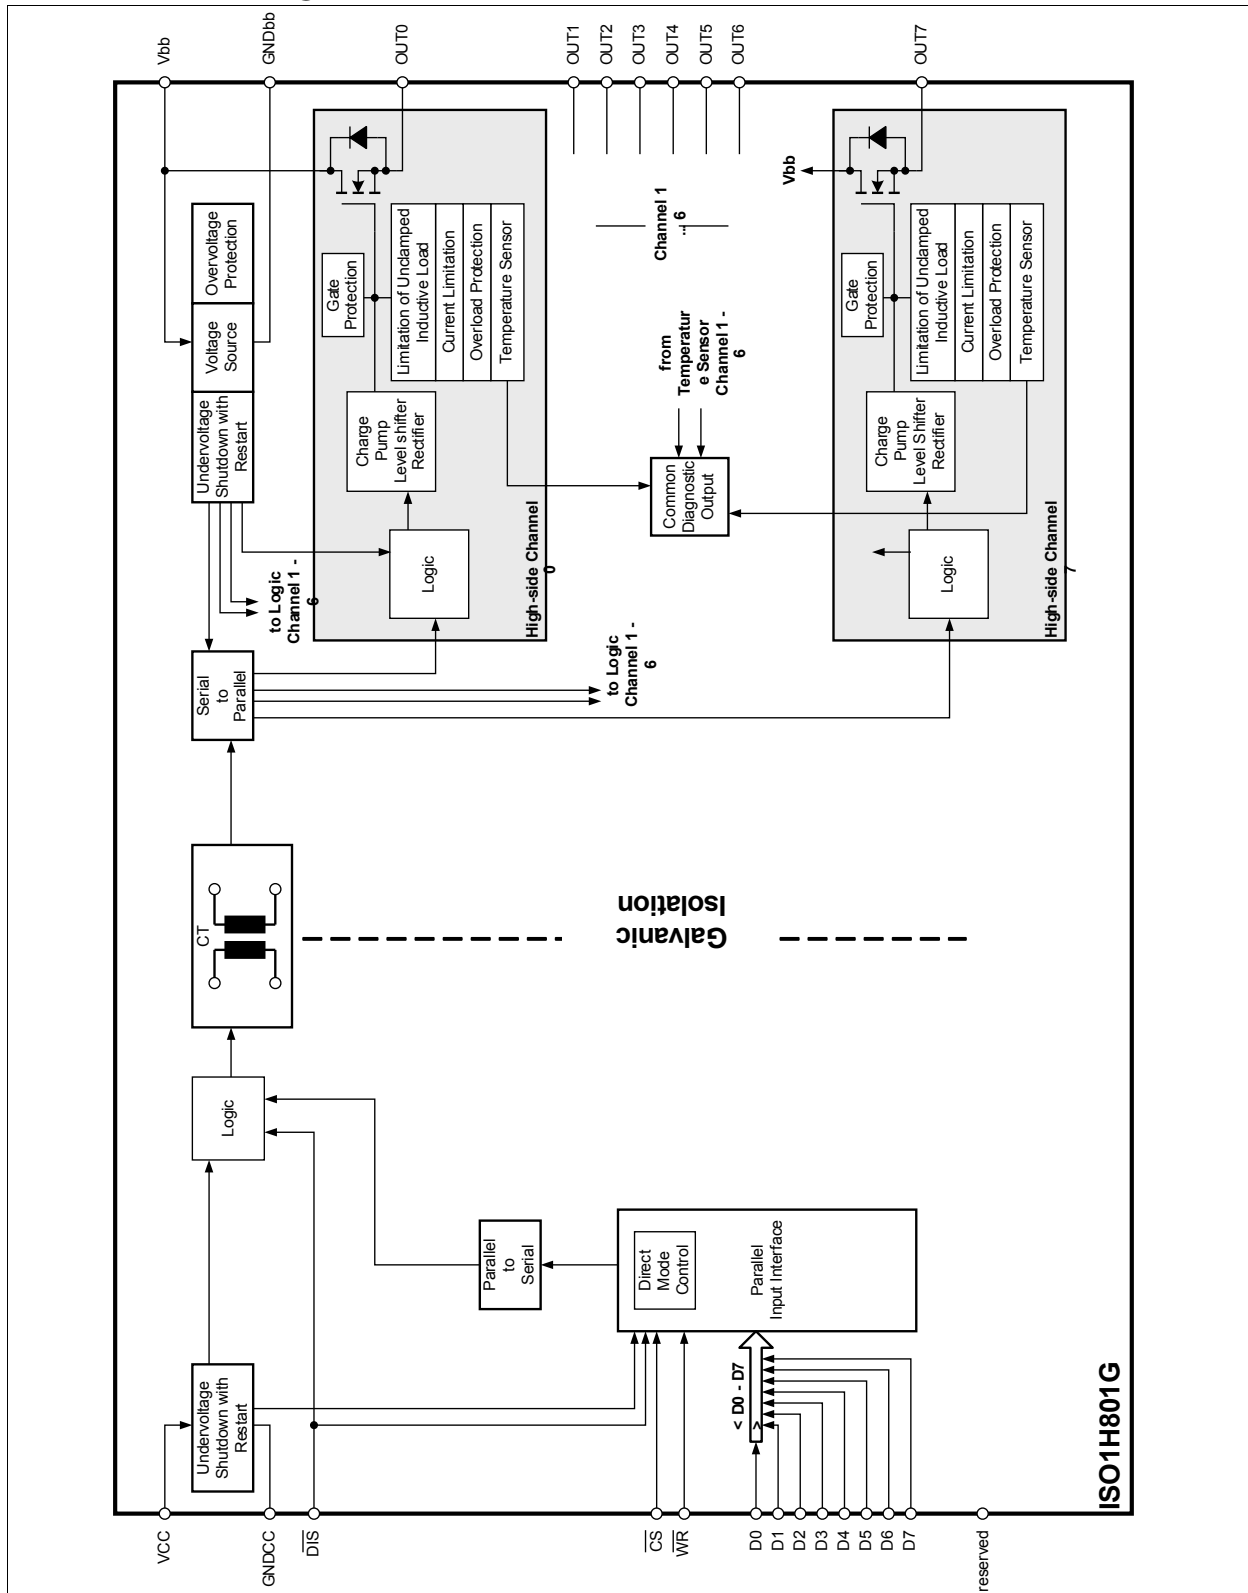 VCC
GNDCC
DIS
CS
WR
D0
D1
D2
D3
D4
D5
D6
D7
reserved
Undervoltage
Shutdown with
Restart
< D0 - D7
>
Direct
Mode
Control
Parallel
Input Interface
Parallel
to
Serial
Logic
CT
Galvanic
Isolation
Serial
to
Parallel
Undervoltage
Shutdown with
Restart
Voltage
Source
Overvoltage
Protection
to Logic
Channel 1 -
6
to Logic
Channel 1 -
6
Logic
Charge
Pump
Level shifter
Rectifier
Gate
Protection
Limitation of Unclamped
Inductive Load
Current Limitation
Overload Protection
Temperature Sensor
High-side Channel
0
Common
Diagnostic
Output
from
Temperatur
e Sensor
Channel 1 -
6
Channel 1
...
6
Logic
Charge
Pump
Level Shifter
Rectifier
Gate
Protection
Limitation of Unclamped
Inductive Load
Current Limitation
Overload Protection
Temperature Sensor
High-side Channel
7
Vbb
Vbb
GNDbb
OUT0
OUT1
OUT2
OUT3
OUT4
OUT5
OUT6
OUT7
ISO1H801G